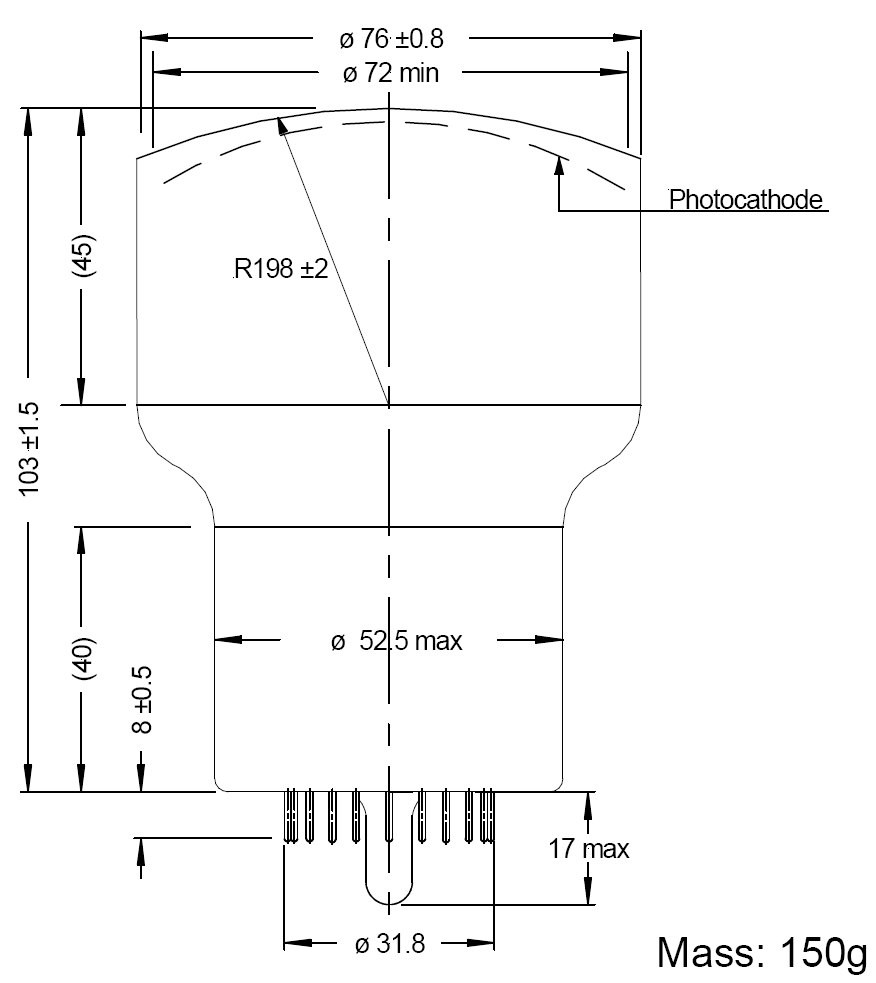 ø 76 ±0.8
ø 72 min
Photocathode
(45)
R198 ±2
103 ±1.5
ø 52.5 max
(40)
8 ±0.5
17 max
ø 31.8
Mass: 150g